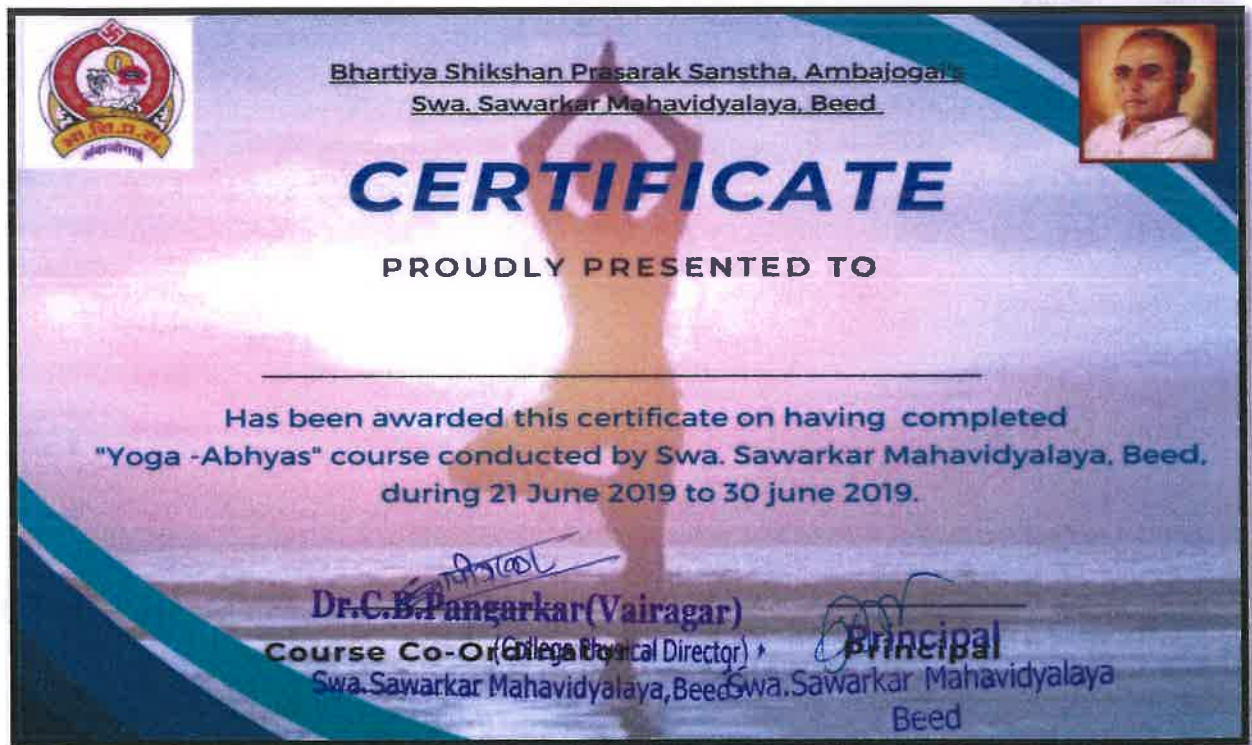 Bhartiya Shikshan Prasarak Sanstha, Ambajogai's
Swa. Sawarkar Mahavidyalaya, Beed
भा.शि.प्र.सं.
अंबाजोगाई
CERTIFICATE
PROUDLY PRESENTED TO
Has been awarded this certificate on having completed
"Yoga -Abhyas" course conducted by Swa. Sawarkar Mahavidyalaya, Beed,
during 21 June 2019 to 30 june 2019.
Dr.C.B.Pangarkar(Vairagar)
(College Physical Director)
Course Co-Ordinator
Swa.Sawarkar Mahavidyalaya,Beed
Principal
Principal
Swa.Sawarkar Mahavidyalaya
Beed